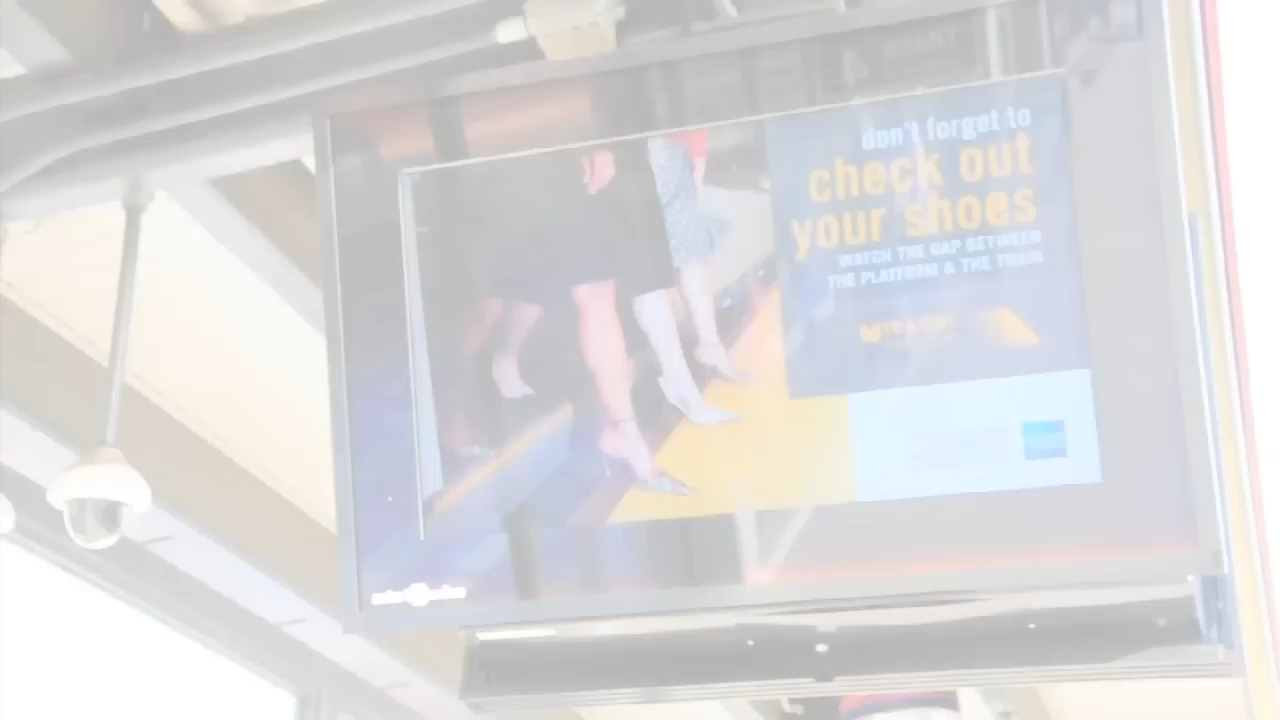 don't forget to
check out
your shoes
WATCH THE GAP BETWEEN
THE PLATFORM & THE TRAIN